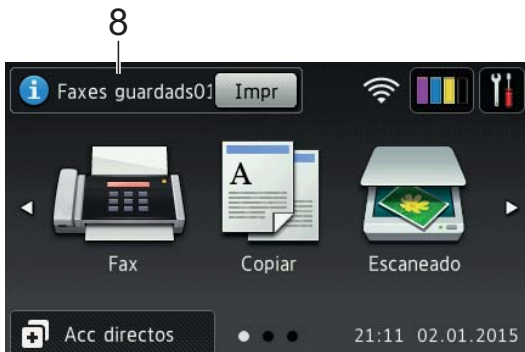 8
Faxes guardads01 Impr
A
Fax Copiar Escaneado
Acc directos 21:11 02.01.2015